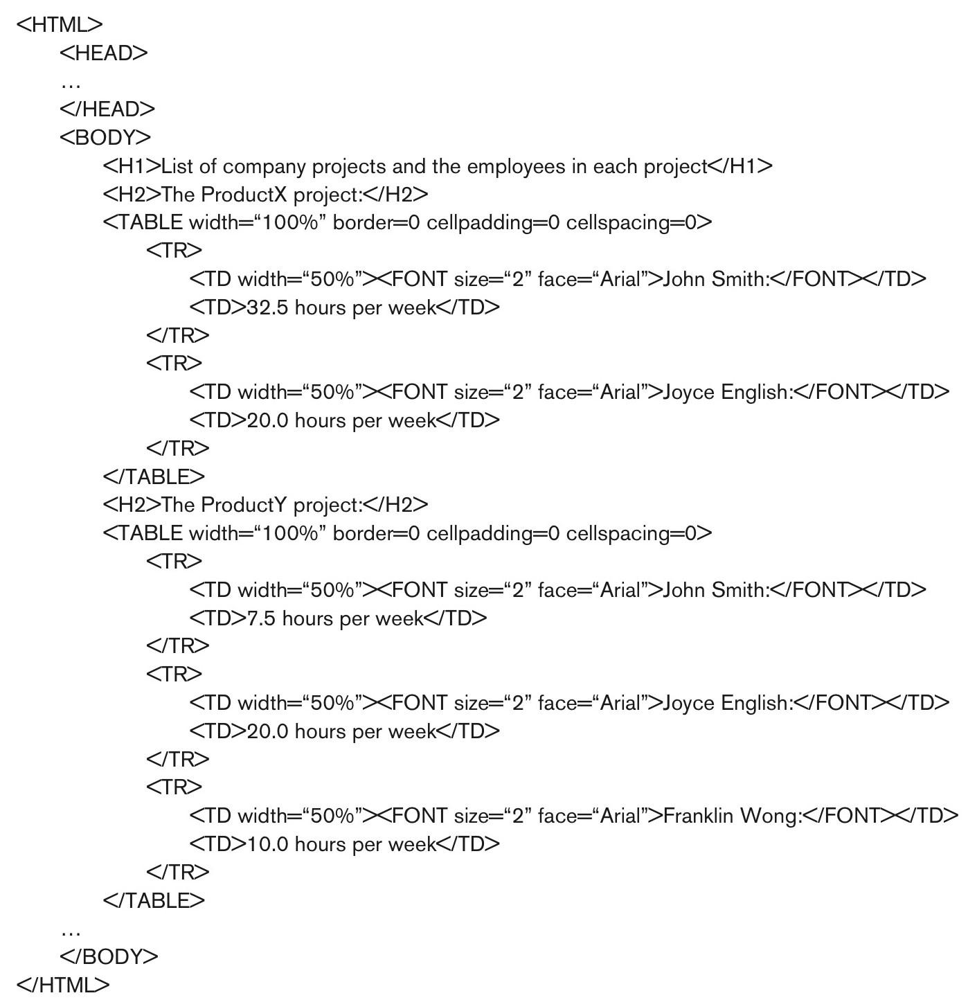 <HTML>
<HEAD>
…
</HEAD>
<BODY>
<H1>List of company projects and the employees in each project</H1>
<H2>The ProductX project:</H2>
<TABLE width=“100%” border=0 cellpadding=0 cellspacing=0>
<TR>
<TD width=“50%”><FONT size=“2” face=“Arial”>John Smith:</FONT></TD>
<TD>32.5 hours per week</TD>
</TR>
<TR>
<TD width=“50%”><FONT size=“2” face=“Arial”>Joyce English:</FONT></TD>
<TD>20.0 hours per week</TD>
</TR>
</TABLE>
<H2>The ProductY project:</H2>
<TABLE width=“100%” border=0 cellpadding=0 cellspacing=0>
<TR>
<TD width=“50%”><FONT size=“2” face=“Arial”>John Smith:</FONT></TD>
<TD>7.5 hours per week</TD>
</TR>
<TR>
<TD width=“50%”><FONT size=“2” face=“Arial”>Joyce English:</FONT></TD>
<TD>20.0 hours per week</TD>
</TR>
<TR>
<TD width=“50%”><FONT size=“2” face=“Arial”>Franklin Wong:</FONT></TD>
<TD>10.0 hours per week</TD>
</TR>
</TABLE>
…
</BODY>
</HTML>